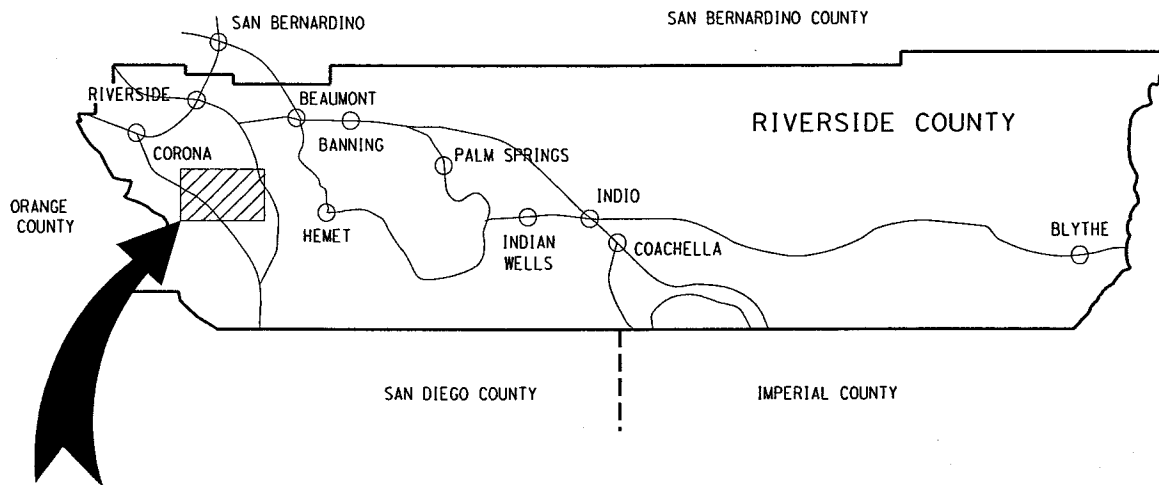 SAN BERNARDINO
SAN BERNARDINO COUNTY
RIVERSIDE
BEAUMONT
RIVERSIDE COUNTY
BANNING
CORONA
PALM SPRINGS
ORANGE
COUNTY
INDIO
HEMET
INDIAN
WELLS
COACHELLA
BLYTHE
SAN DIEGO COUNTY
IMPERIAL COUNTY